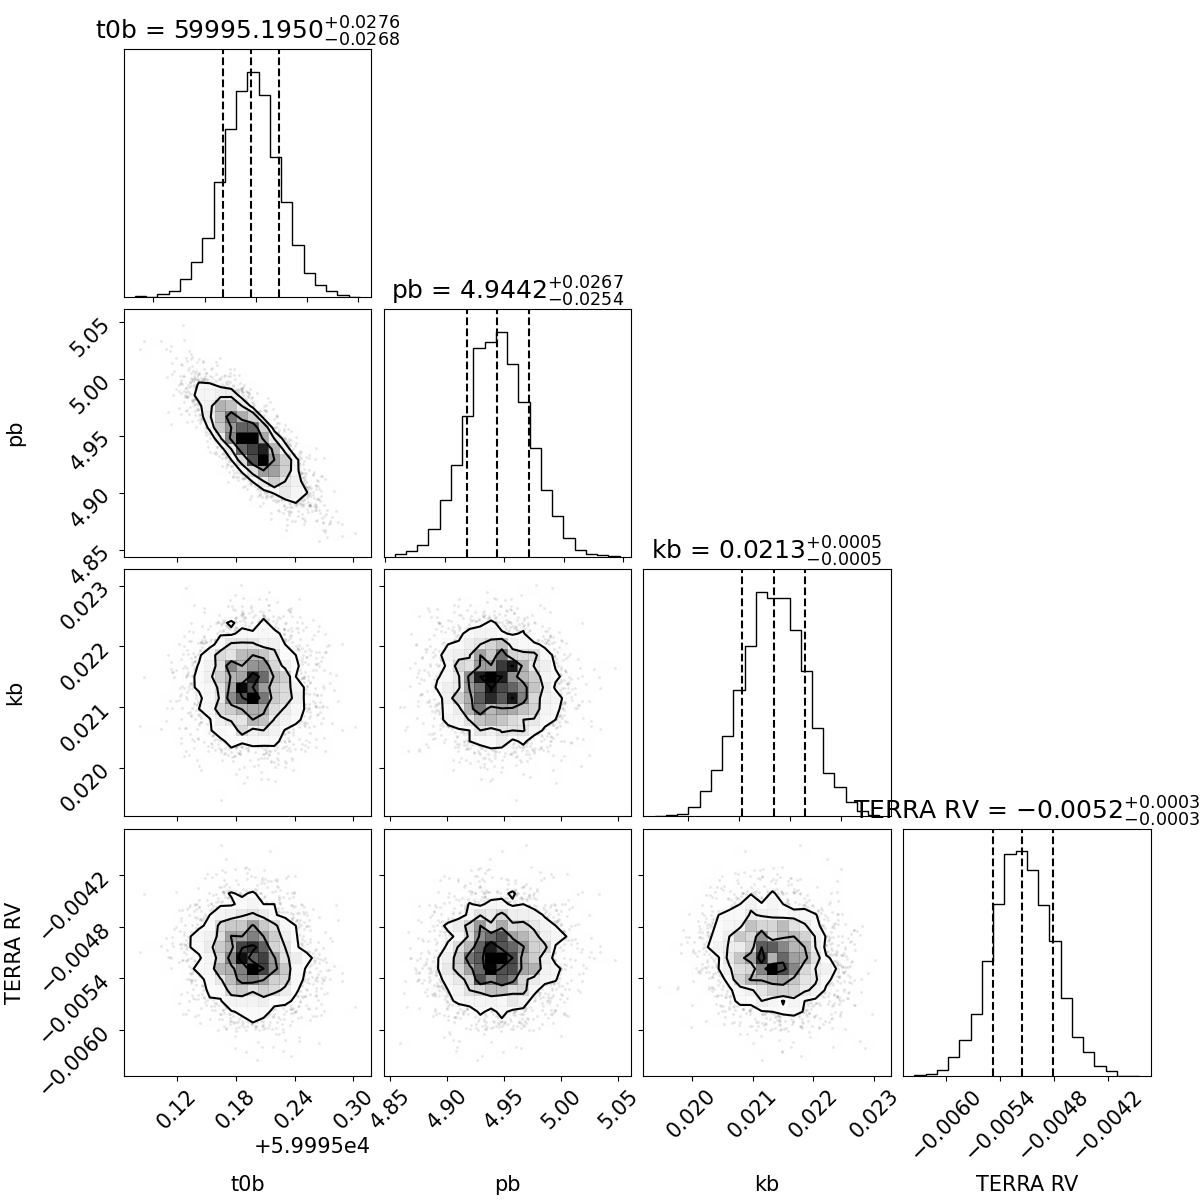 t0b = 59995.1950 +0.0276 −0.0268
pb = 4.9442 +0.0267 −0.0254
5.05
5.00
4.95
4.90
4.85
pb
kb = 0.0213 +0.0005 −0.0005
0.023
0.022
0.021
0.020
kb
TERRA RV = −0.0052 +0.0003 −0.0003
−0.0042
−0.0048
−0.0054
−0.0060
TERRA RV
0.12 0.18 0.24 0.30
+5.9995e4
t0b
4.85 4.90 4.95 5.00 5.05
pb
0.020 0.021 0.022 0.023
kb
−0.0060 −0.0054 −0.0048 −0.0042
TERRA RV